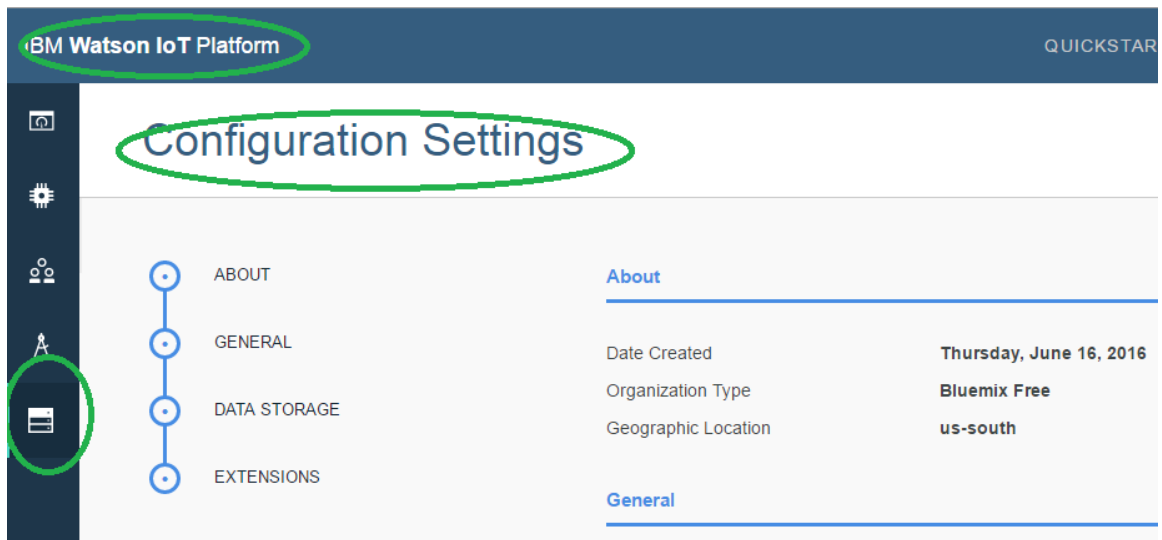 IBM Watson IoT Platform
QUICKSTAR
Configuration Settings
ABOUT
GENERAL
DATA STORAGE
EXTENSIONS
About
Date Created Thursday, June 16, 2016
Organization Type Bluemix Free
Geographic Location us-south
General